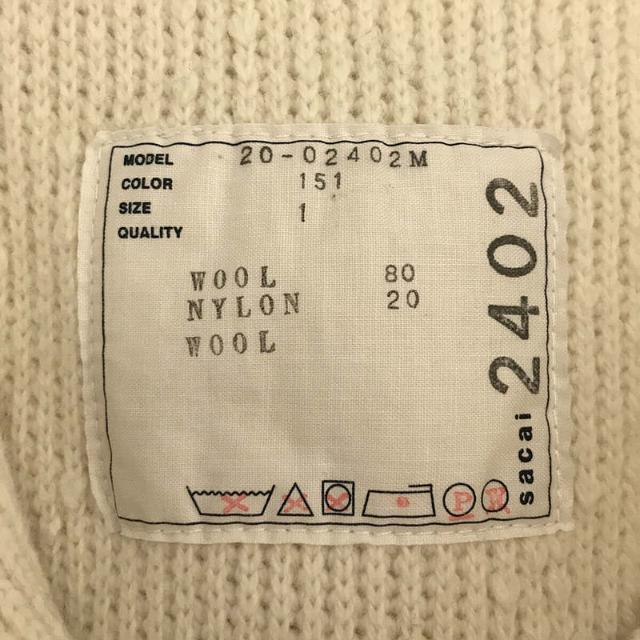 MODEL 20-02402M
COLOR 151
SIZE 1
QUALITY
WOOL 80
NYLON 20
WOOL
P W
sacai 2402